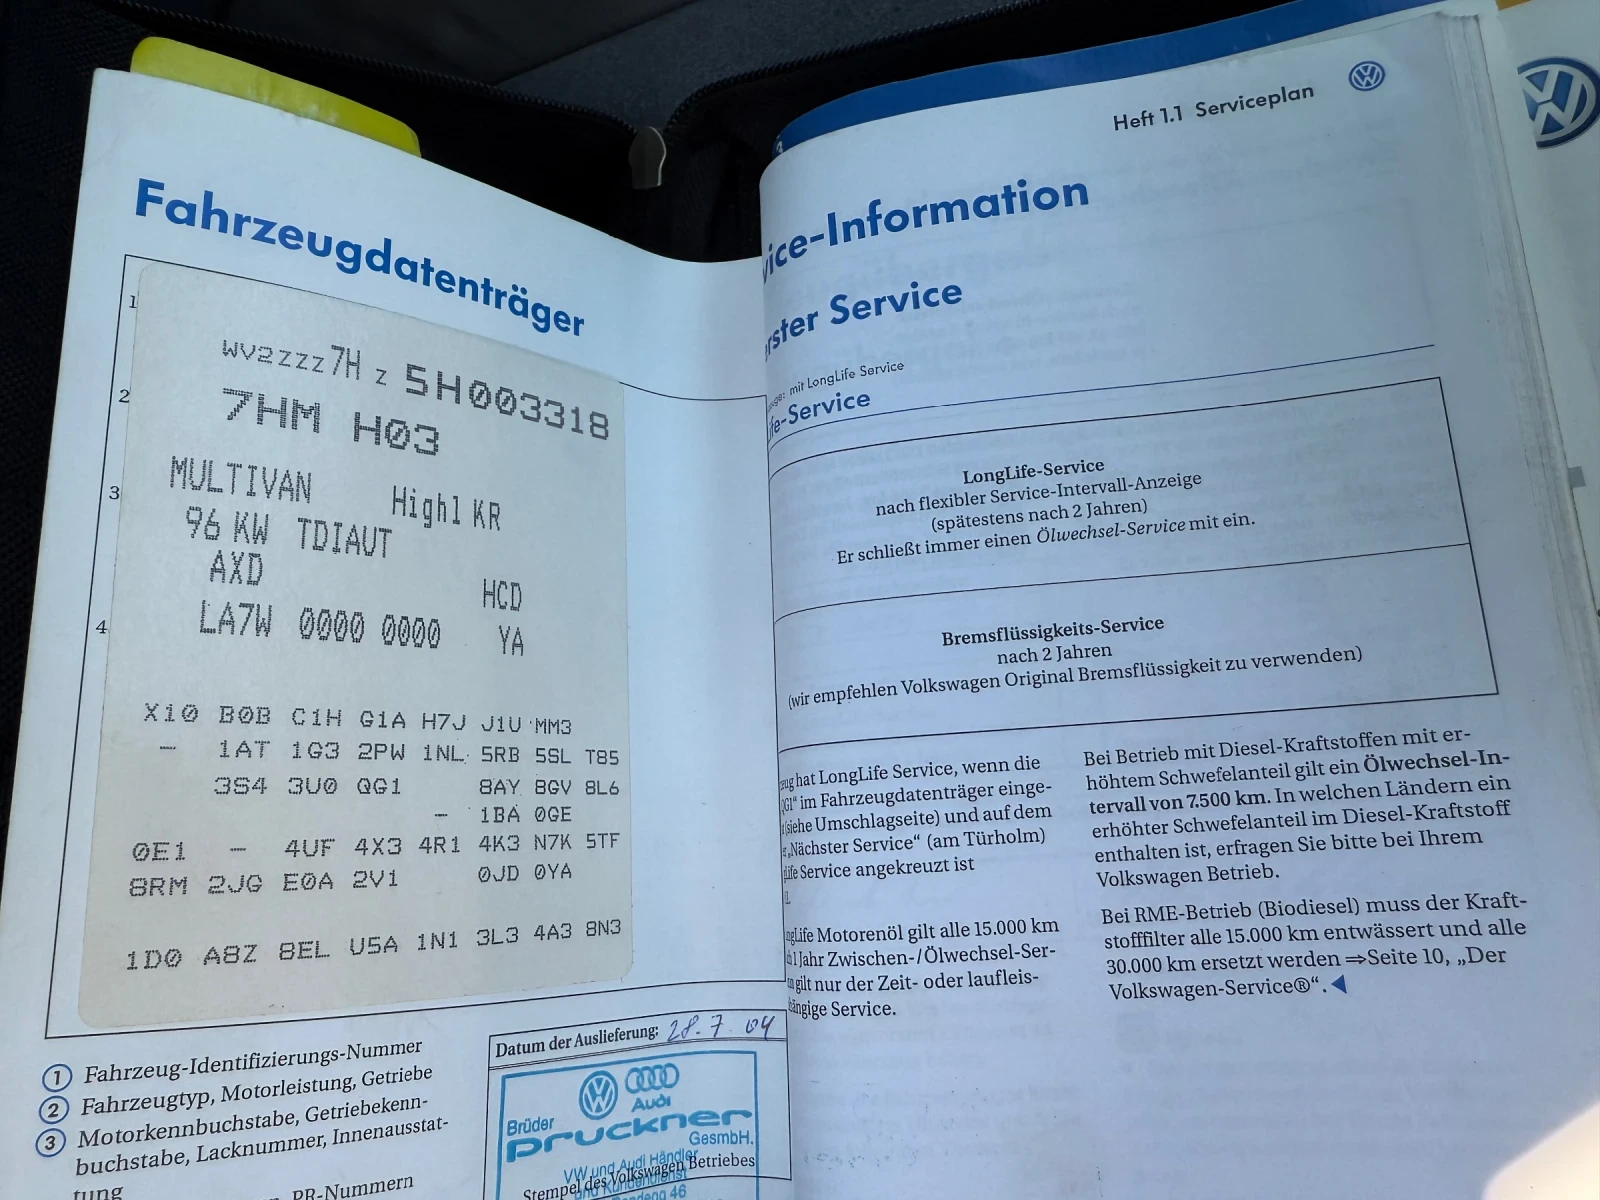 Fahrzeugdatenträger
1
WV2ZZZ7H Z 5H003318
2
7HM H03
MULTIVAN Highl KR
3
96 KW TDIAUT
AXD HCD
4
LA7W 0000 0000 YA
X10 B0B C1H G1A H7J J1U MM3
- 1AT 1G3 2PW 1NL 5RB 5SL T85
3S4 3U0 QG1 8AY 8GV 8L6
- 1BA 0GE
0E1 - 4UF 4X3 4R1 4K3 N7K 5TF
8RM 2JG E0A 2V1 0JD 0YA
1D0 A8Z 8EL U5A 1N1 3L3 4A3 8N3
1 Fahrzeug-Identifizierungs-Nummer
2 Fahrzeugtyp, Motorleistung, Getriebe
3 Motorkennbuchstabe, Getriebekenn-
buchstabe, Lacknummer, Innenausstat-
tung
PR-Nummern
Datum der Auslieferung: 28.7.04
Audi
Brüder
Pruckner
GesmbH.
VW und Audi Händler
und Kundendienst
Stempel des Volkswagen Betriebes
46
Heft 1.1 Serviceplan
ice-Information
rster Service
mit LongLife Service
fe-Service
LongLife-Service
nach flexibler Service-Intervall-Anzeige
(spätestens nach 2 Jahren)
Er schließt immer einen Ölwechsel-Service mit ein.
Bremsflüssigkeits-Service
nach 2 Jahren
(wir empfehlen Volkswagen Original Bremsflüssigkeit zu verwenden)
ug hat LongLife Service, wenn die
QG1" im Fahrzeugdatenträger einge-
(siehe Umschlagseite) und auf dem
„Nächster Service“ (am Türholm)
ife Service angekreuzt ist
ngLife Motorenöl gilt alle 15.000 km
1 Jahr Zwischen-/Ölwechsel-Ser-
gilt nur der Zeit- oder laufleis-
hängige Service.
Bei Betrieb mit Diesel-Kraftstoffen mit er-
höhtem Schwefelanteil gilt ein Ölwechsel-In-
tervall von 7.500 km. In welchen Ländern ein
erhöhter Schwefelanteil im Diesel-Kraftstoff
enthalten ist, erfragen Sie bitte bei Ihrem
Volkswagen Betrieb.
Bei RME-Betrieb (Biodiesel) muss der Kraft-
stofffilter alle 15.000 km entwässert und alle
30.000 km ersetzt werden ⇒Seite 10, „Der
Volkswagen-Service®“.